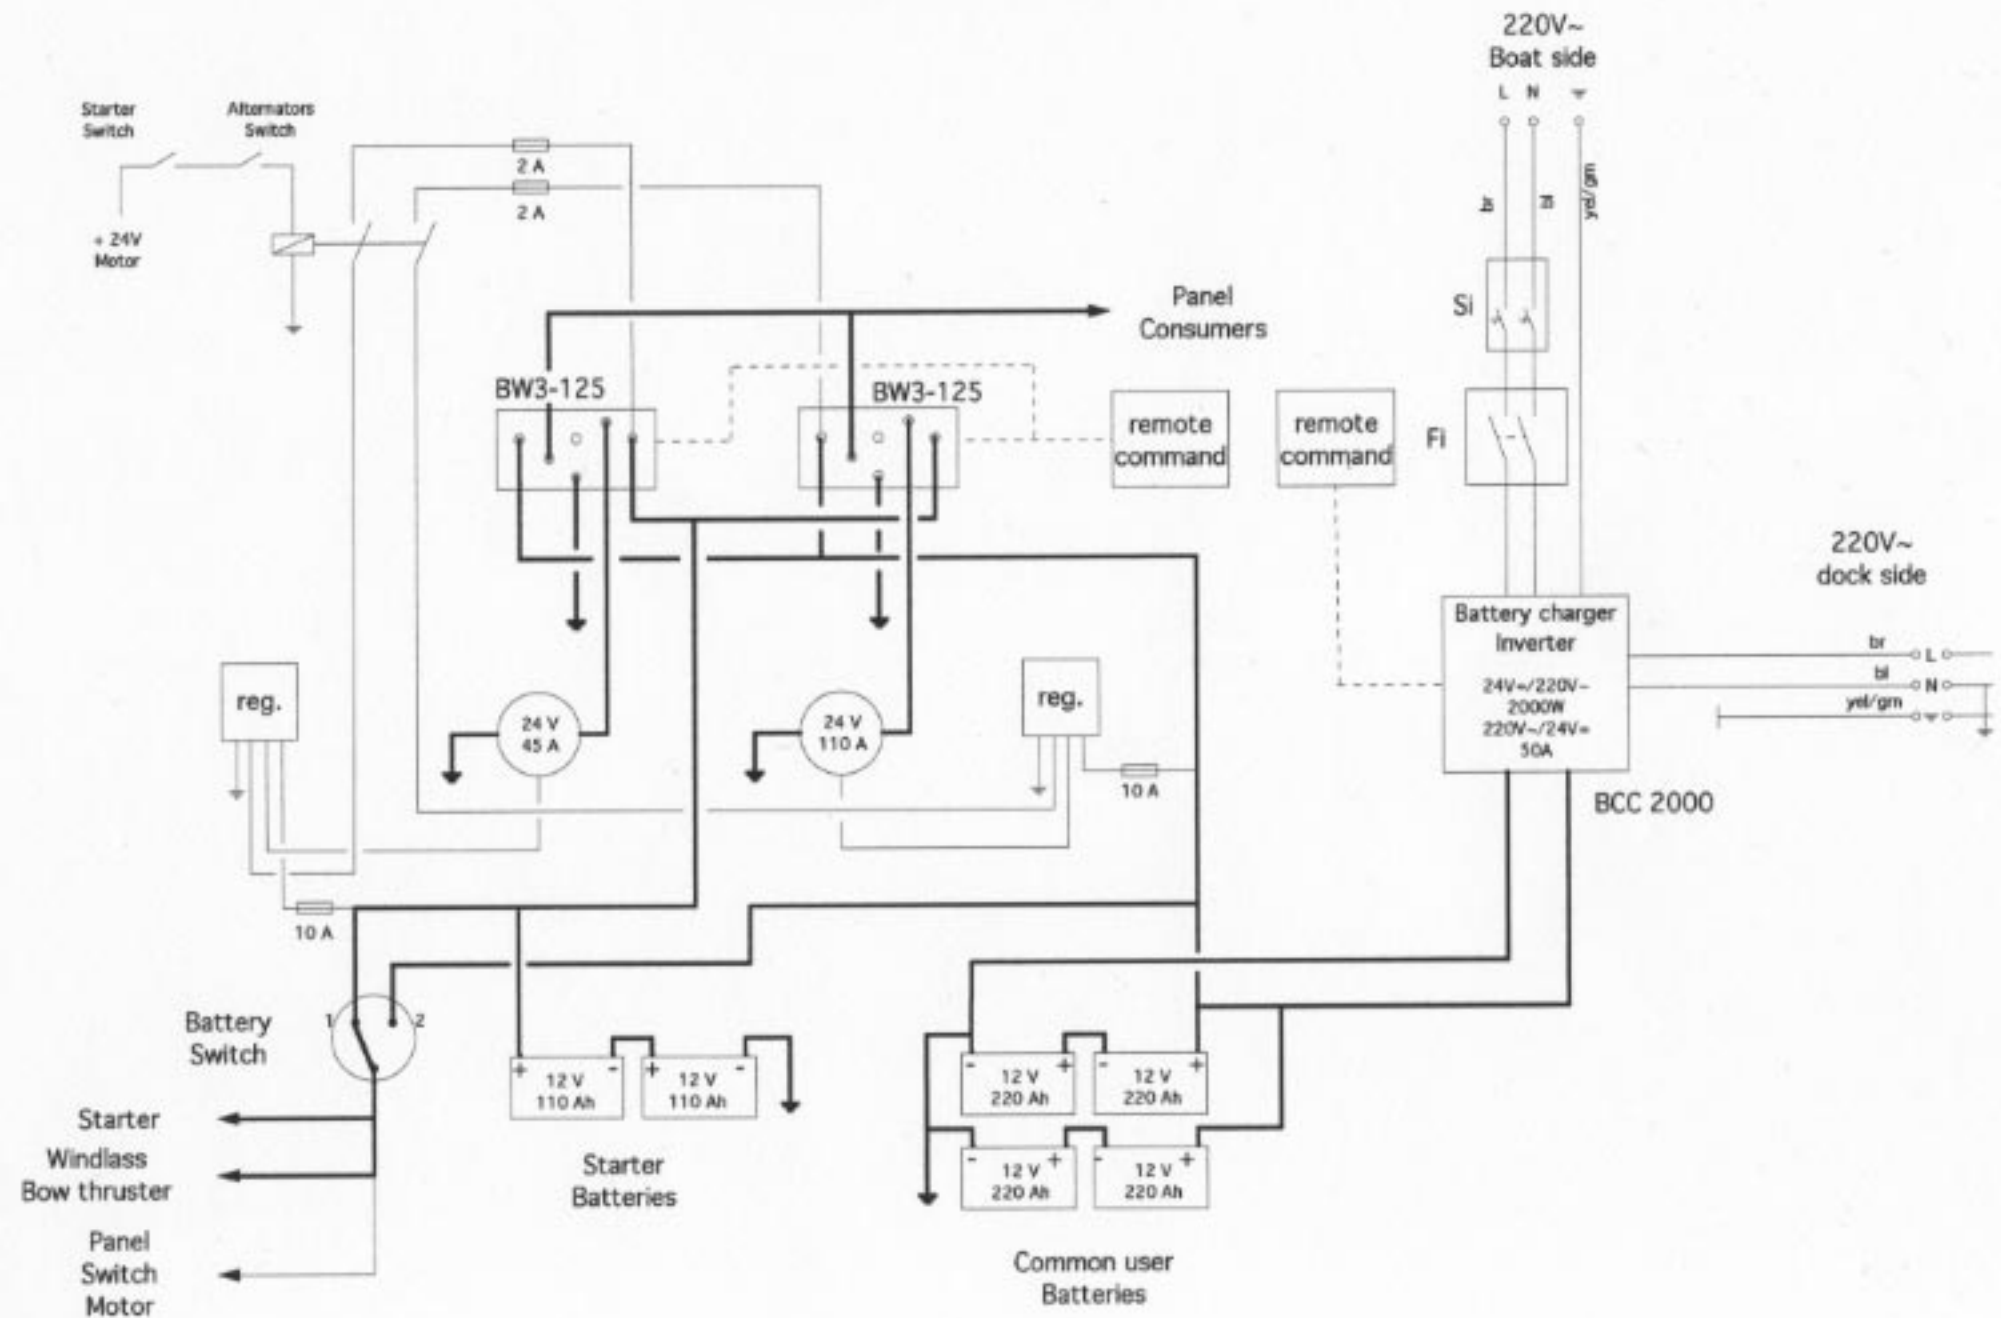 220V~
Boat side
L N
br
bl
yel/grn
Starter
Switch
Alternators
Switch
+ 24V
Motor
2 A
2 A
Panel
Consumers
BW3-125
BW3-125
remote
command
remote
command
Si
Fi
220V~
dock side
Battery charger
Inverter
24V=/220V~
2000W
220V~/24V=
50A
BCC 2000
br
L
bl
N
yel/grn
reg.
24 V
45 A
24 V
110 A
reg.
10 A
10 A
Battery
Switch
1
2
Starter
Windlass
Bow thruster
Panel
Switch
Motor
+ -
12 V
110 Ah
+ -
12 V
110 Ah
Starter
Batteries
- +
12 V
220 Ah
- +
12 V
220 Ah
- +
12 V
220 Ah
- +
12 V
220 Ah
Common user
Batteries